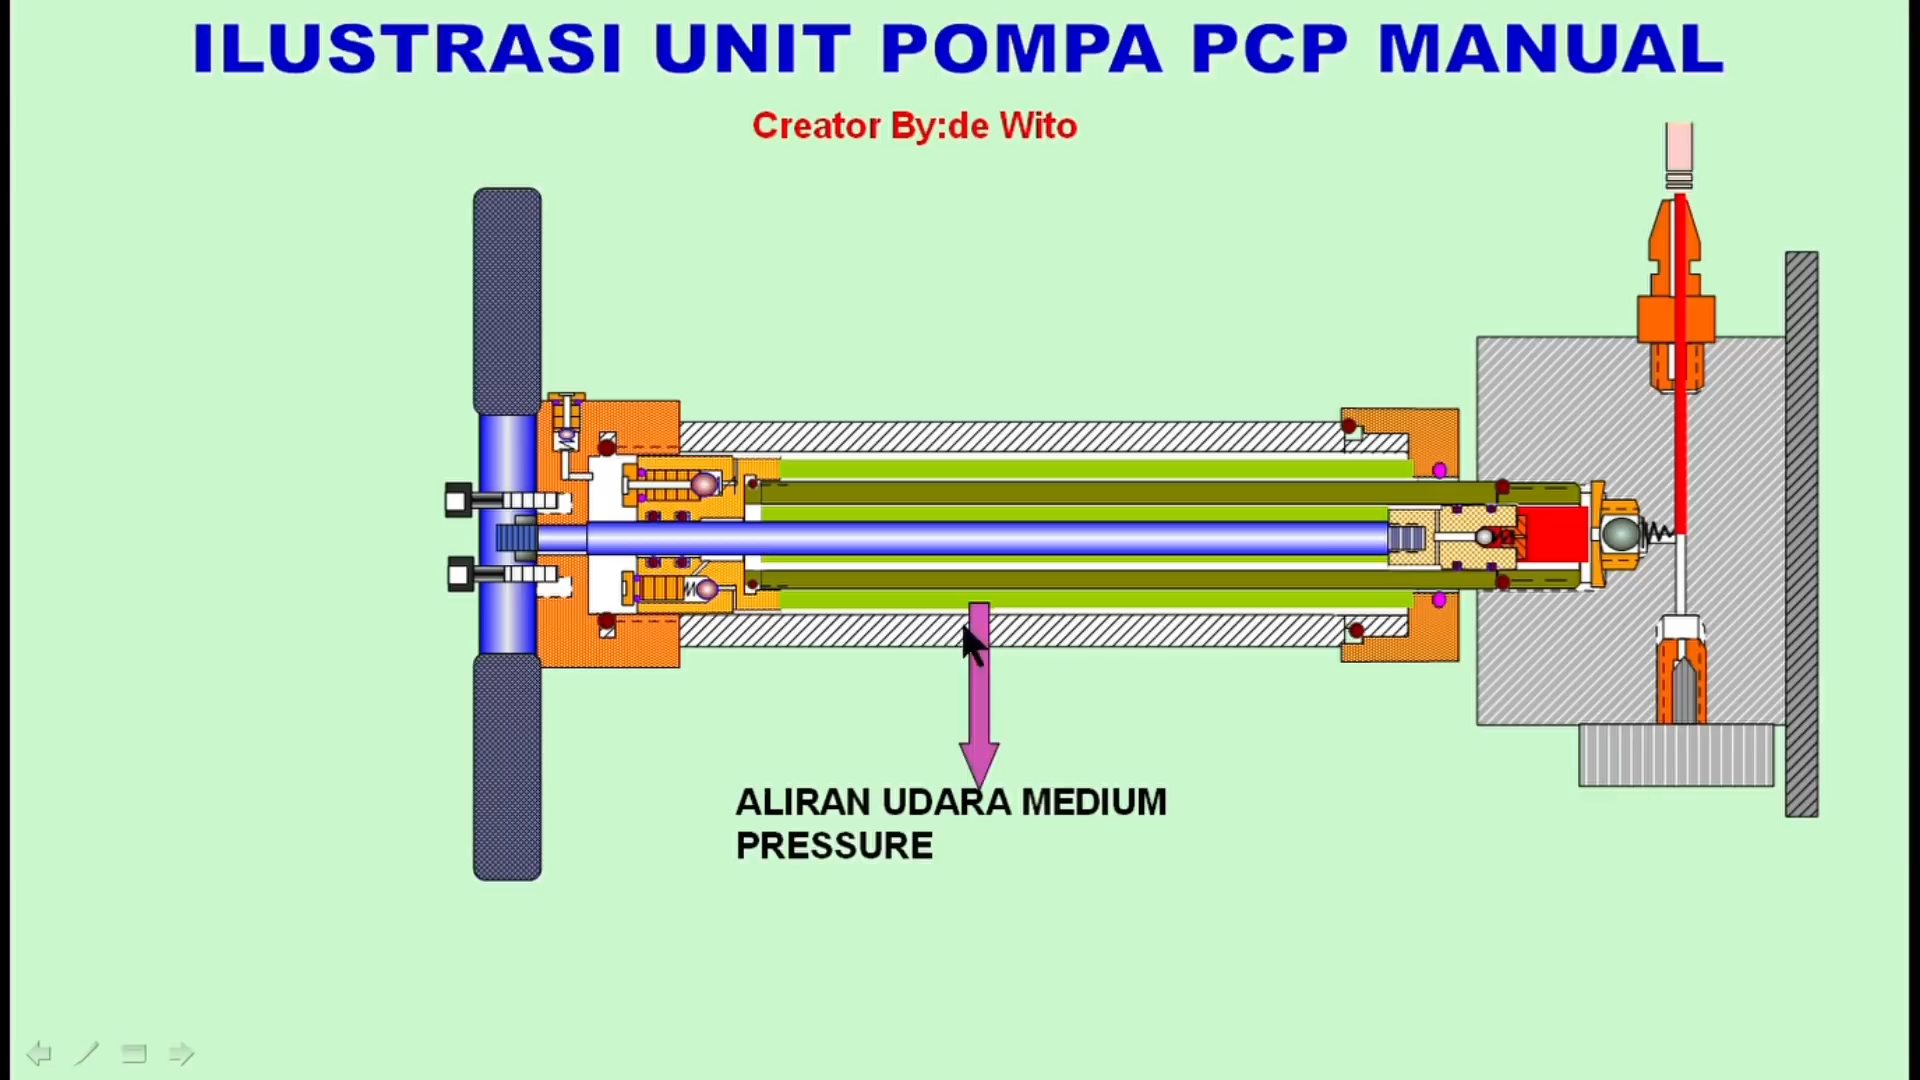 ILUSTRASI UNIT POMPA PCP MANUAL
Creator By:de Wito
ALIRAN UDARA MEDIUM
PRESSURE